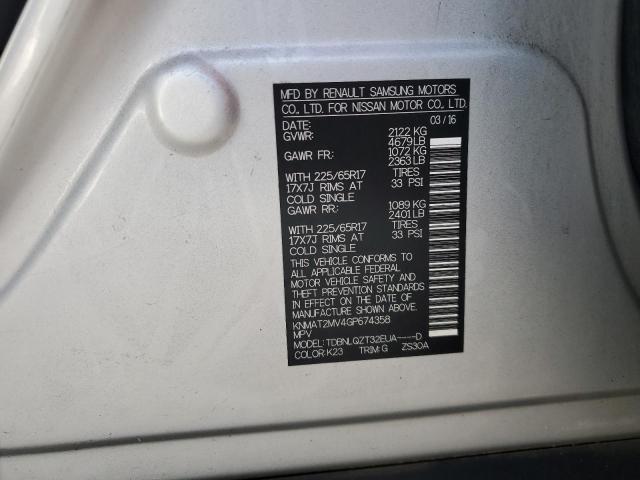 MFD BY RENAULT SAMSUNG MOTORS
CO., LTD. FOR NISSAN MOTOR CO., LTD.
DATE: 03/16
GVWR: 2122 KG
4679 LB
GAWR FR: 1072 KG
2363 LB
WITH 225/65R17 TIRES
17X7J RIMS AT 33 PSI
COLD SINGLE
GAWR RR: 1089 KG
2401 LB
WITH 225/65R17 TIRES
17X7J RIMS AT 33 PSI
COLD SINGLE
THIS VEHICLE CONFORMS TO
ALL APPLICABLE FEDERAL
MOTOR VEHICLE SAFETY AND
THEFT PREVENTION STANDARDS
IN EFFECT ON THE DATE OF
MANUFACTURE SHOWN ABOVE.
KNMAT2MV4GP674358
MPV
MODEL: TDBNLQZT32EUA----D
COLOR: K23 TRIM: G ZS30A